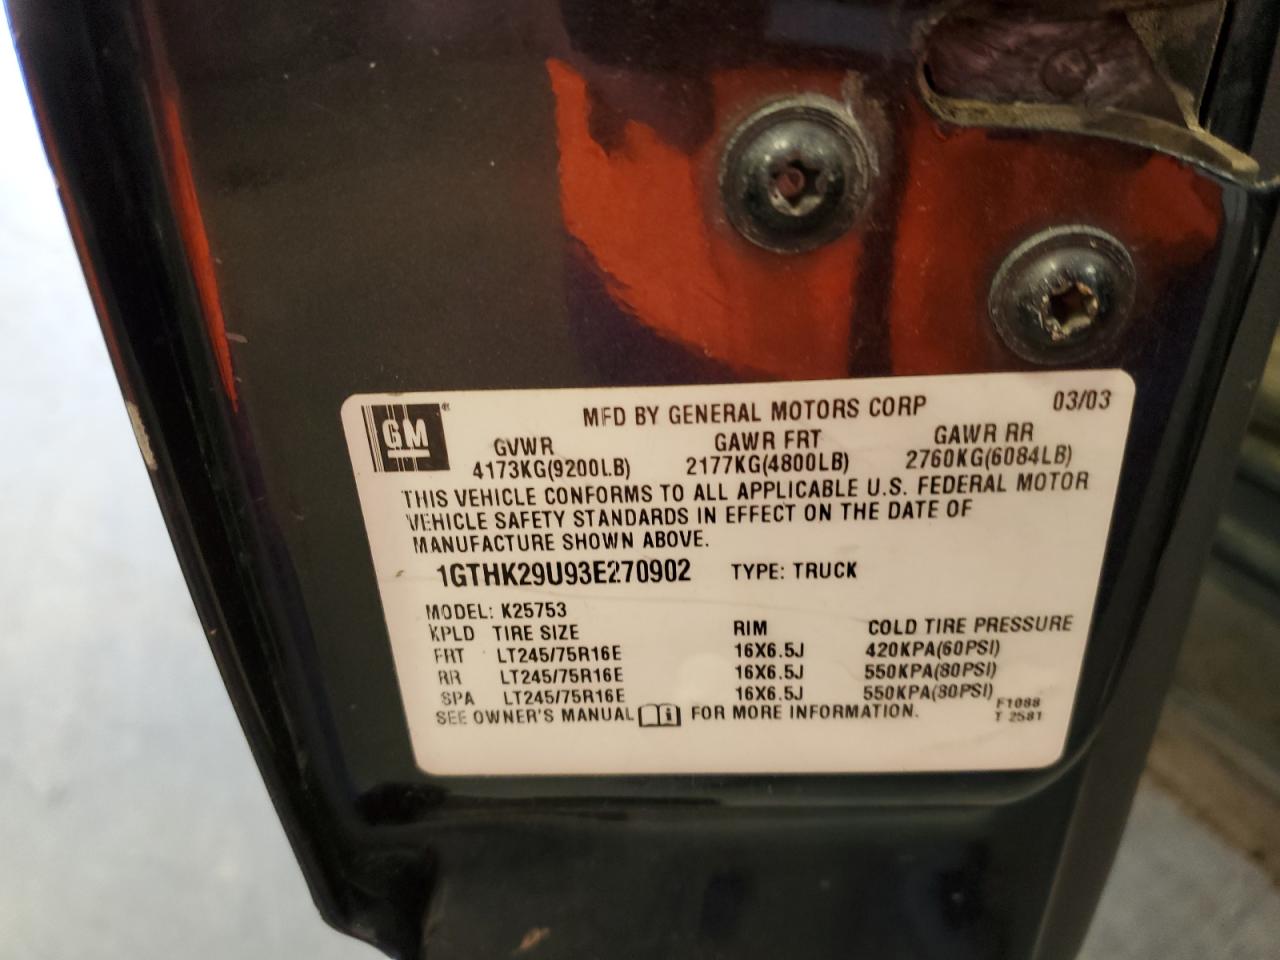 GM
MFD BY GENERAL MOTORS CORP 03/03
GVWR GAWR FRT GAWR RR
4173KG(9200LB) 2177KG(4800LB) 2760KG(6084LB)
THIS VEHICLE CONFORMS TO ALL APPLICABLE U.S. FEDERAL MOTOR
VEHICLE SAFETY STANDARDS IN EFFECT ON THE DATE OF
MANUFACTURE SHOWN ABOVE.
1GTHK29U93E270902 TYPE: TRUCK
MODEL: K25753
KPLD TIRE SIZE RIM COLD TIRE PRESSURE
FRT LT245/75R16E 16X6.5J 420KPA(60PSI)
RR LT245/75R16E 16X6.5J 550KPA(80PSI)
SPA LT245/75R16E 16X6.5J 550KPA(80PSI)
SEE OWNER'S MANUAL i FOR MORE INFORMATION. F1088
T 2581